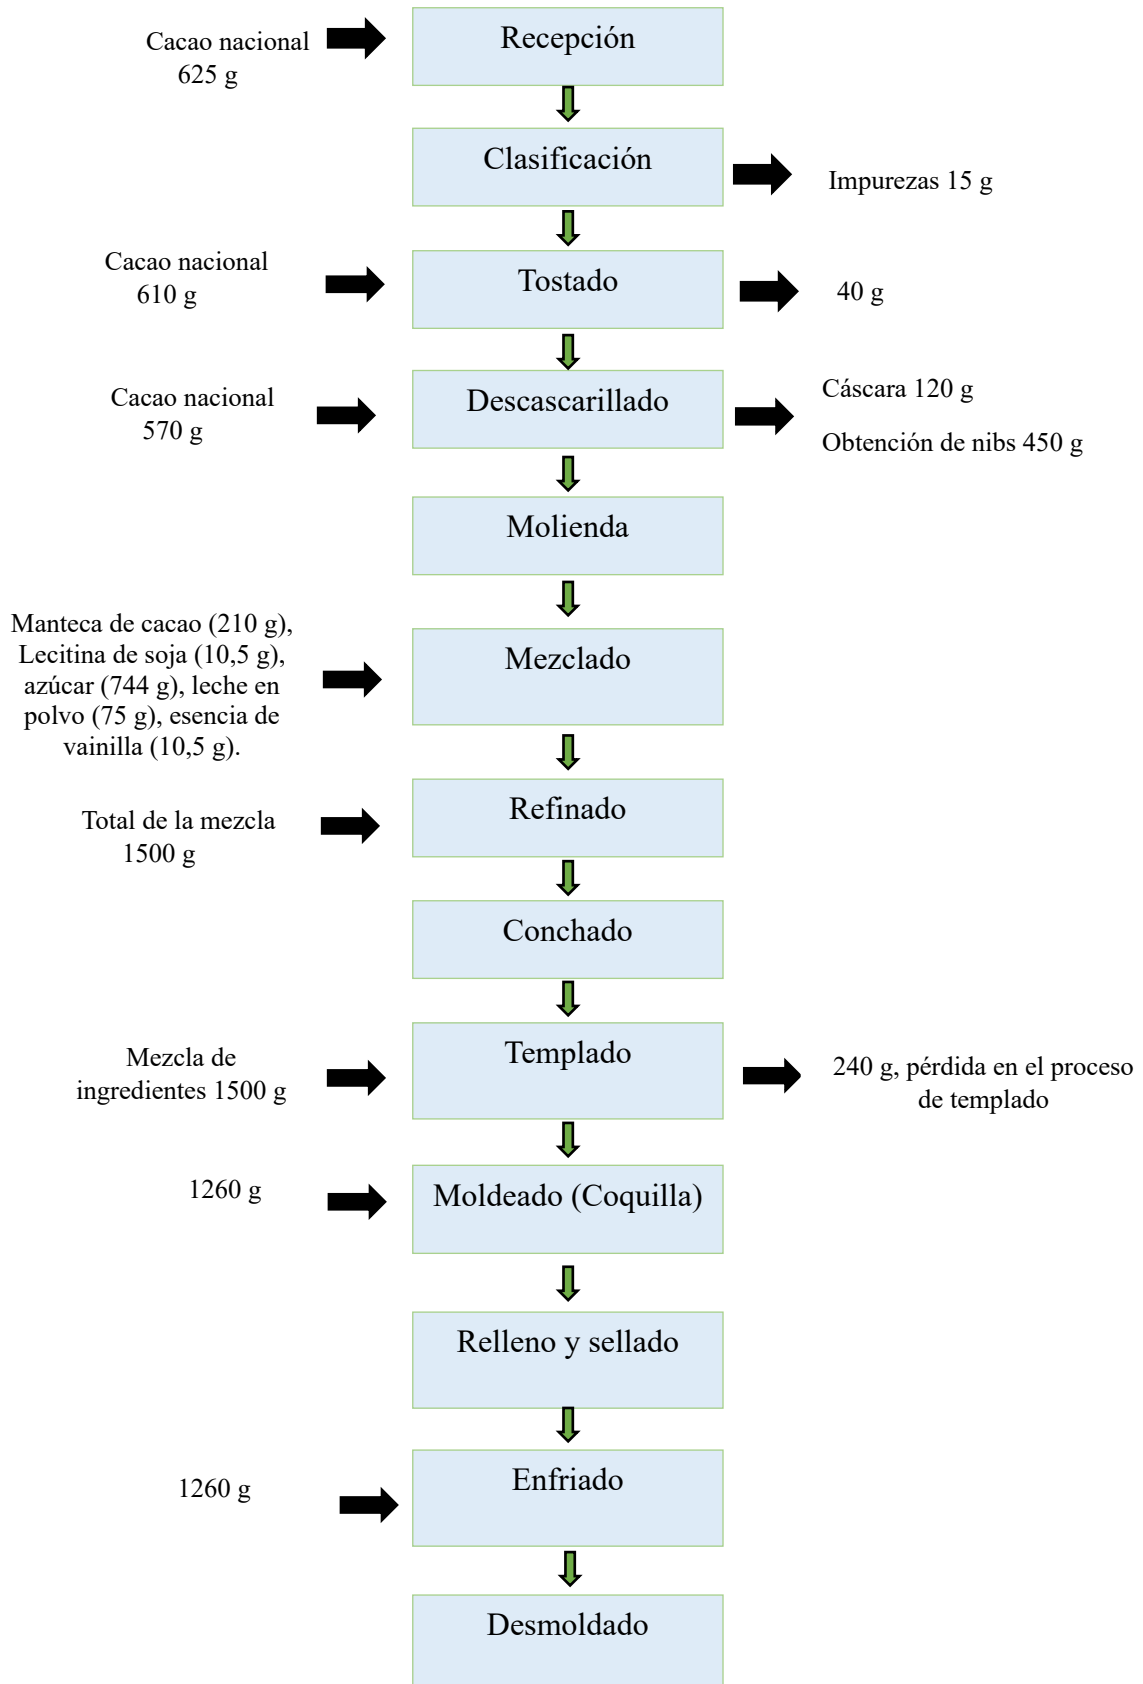 Cacao nacional
625 g
Recepción
Clasificación
Impurezas 15 g
Cacao nacional
610 g
Tostado
40 g
Cacao nacional
570 g
Descascarillado
Cáscara 120 g
Obtención de nibs 450 g
Molienda
Manteca de cacao (210 g),
Lecitina de soja (10,5 g),
azúcar (744 g), leche en
polvo (75 g), esencia de
vainilla (10,5 g).
Mezclado
Total de la mezcla
1500 g
Refinado
Conchado
Mezcla de
ingredientes 1500 g
Templado
240 g, pérdida en el proceso
de templado
1260 g
Moldeado (Coquilla)
Relleno y sellado
1260 g
Enfriado
Desmoldado